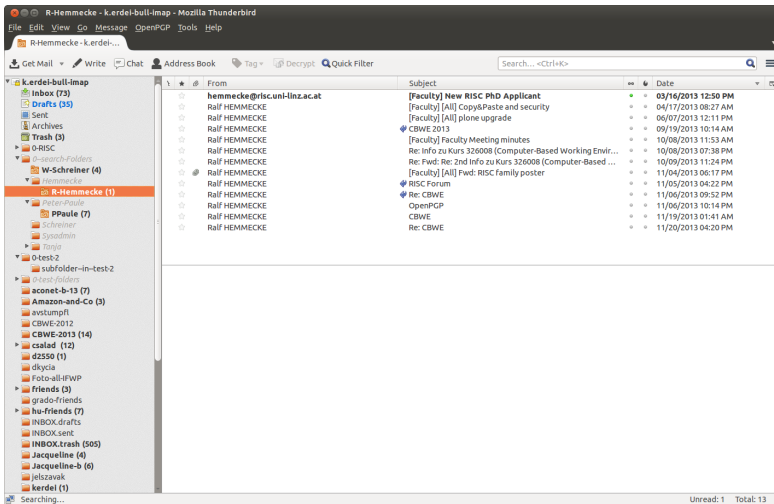 R-Hemmecke - k.erdei-bull-imap - Mozilla Thunderbird
File Edit View Go Message OpenPGP Tools Help
R-Hemmecke - k.erdei-...
Get Mail Write Chat Address Book Tag Decrypt Quick Filter Search... <Ctrl+K>
k.erdei-bull-imap
Inbox (73)
Drafts (35)
Sent
Archives
Trash (3)
0-RISC
0--search-Folders
W-Schreiner (4)
Hemmecke
R-Hemmecke (1)
Peter-Paule
PPaule (7)
Schreiner
Sysadmin
Tanja
0-test-2
subfolder--in--test-2
0-test-folders
aconet-b-13 (7)
Amazon-and-Co (3)
avstumpfl
CBWE-2012
CBWE-2013 (14)
csalad (12)
d2550 (1)
dkycia
Foto-all-IFWP
friends (3)
grado-friends
hu-friends (7)
INBOX.drafts
INBOX.sent
INBOX.trash (505)
Jacqueline (4)
Jacqueline-b (6)
jelszavak
kerdei (1)
From Subject Date
hemmecke@risc.uni-linz.ac.at [Faculty] New RISC PhD Applicant 03/16/2013 12:50 PM
Ralf HEMMECKE [Faculty] [All] Copy&Paste and security 04/17/2013 08:27 AM
Ralf HEMMECKE [Faculty] [All] plone upgrade 06/07/2013 12:11 PM
Ralf HEMMECKE CBWE 2013 09/19/2013 10:14 AM
Ralf HEMMECKE [Faculty] Faculty Meeting minutes 10/08/2013 11:53 AM
Ralf HEMMECKE Re: Info zu Kurs 326008 (Computer-Based Working Envir... 10/08/2013 07:38 PM
Ralf HEMMECKE Re: Fwd: Re: 2nd Info zu Kurs 326008 (Computer-Based ... 10/09/2013 11:24 PM
Ralf HEMMECKE [Faculty] [All] Fwd: RISC family poster 11/04/2013 06:17 PM
Ralf HEMMECKE RISC Forum 11/05/2013 04:22 PM
Ralf HEMMECKE Re: CBWE 11/06/2013 09:52 PM
Ralf HEMMECKE OpenPGP 11/06/2013 10:14 PM
Ralf HEMMECKE CBWE 11/19/2013 01:41 AM
Ralf HEMMECKE Re: CBWE 11/20/2013 04:20 PM
Searching... Unread: 1 Total: 13